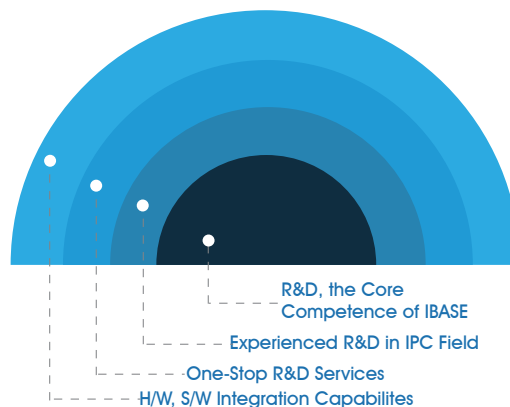 R&D, the Core
Competence of IBASE
Experienced R&D in IPC Field
One-Stop R&D Services
H/W, S/W Integration Capabilites